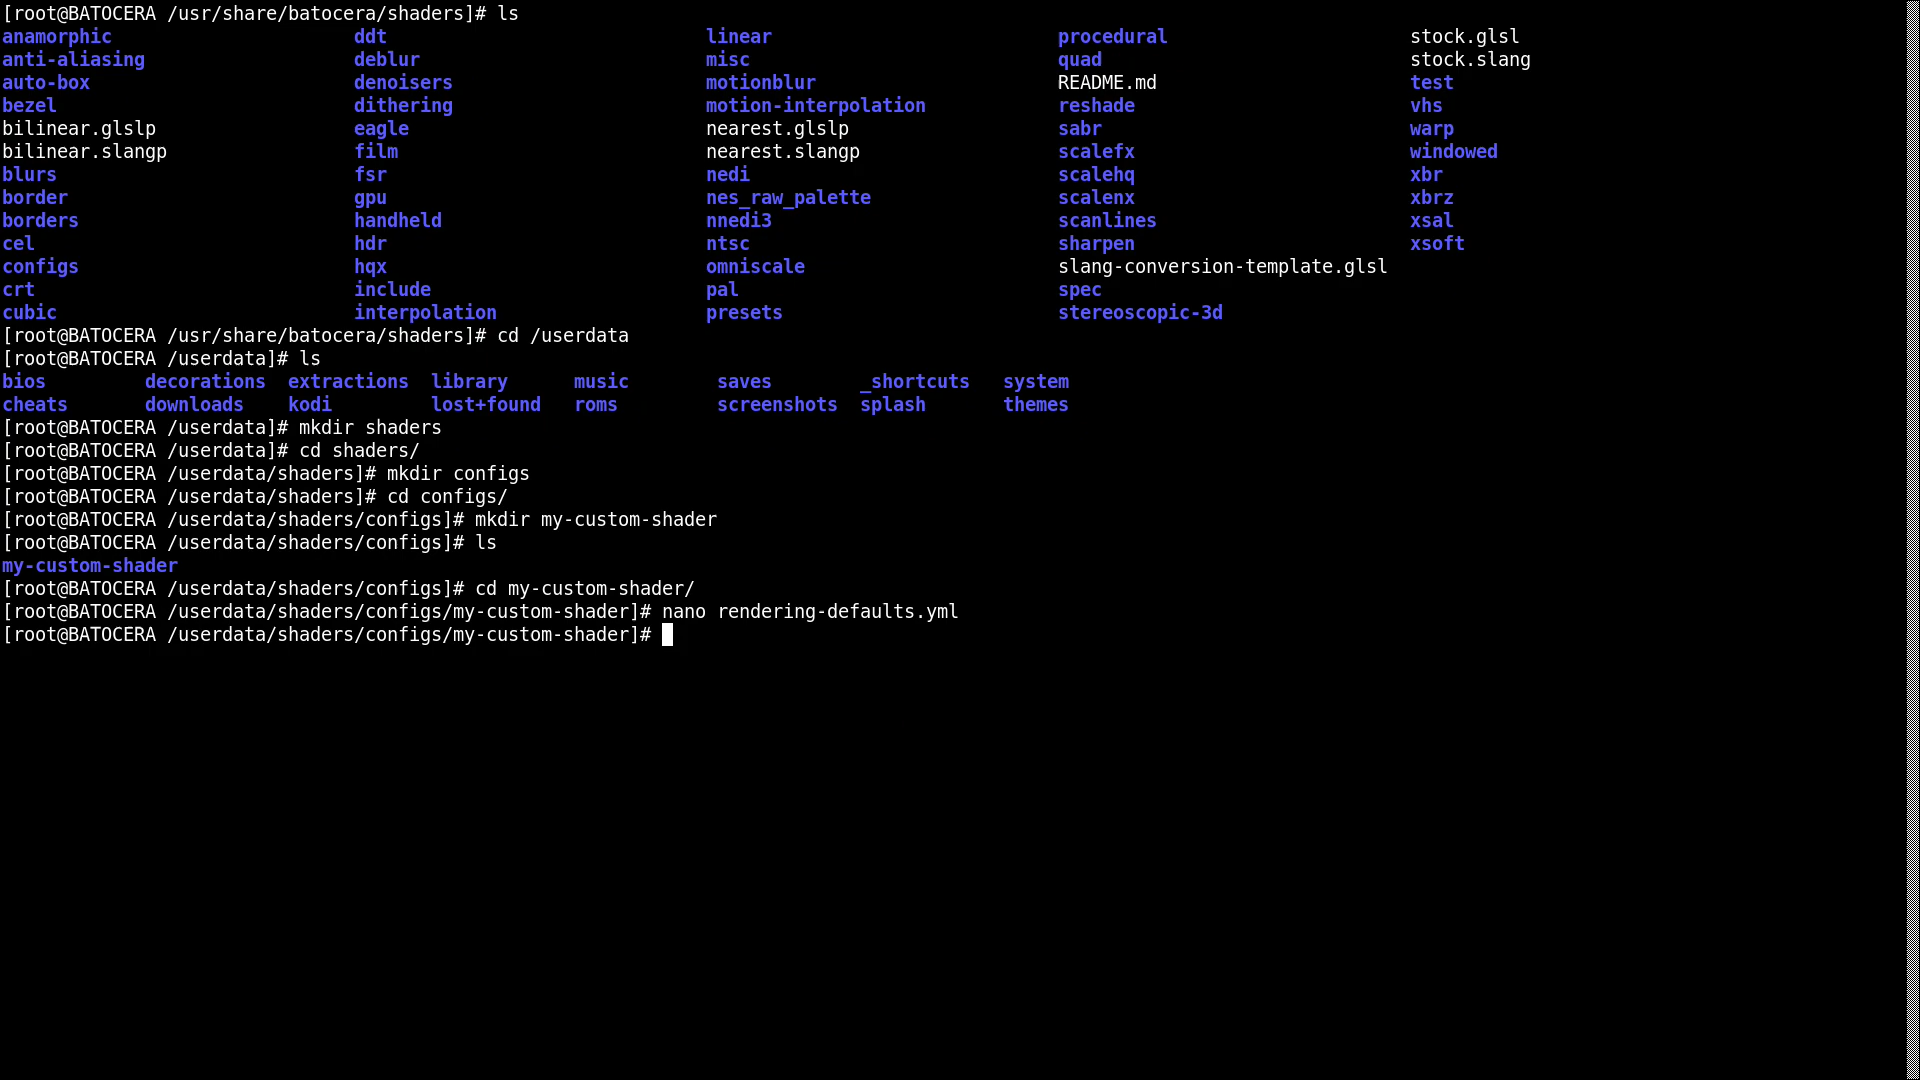 [root@BATOCERA /usr/share/batocera/shaders]# ls
anamorphic ddt linear procedural stock.glsl
anti-aliasing deblur misc quad stock.slang
auto-box denoisers motionblur README.md test
bezel dithering motion-interpolation reshade vhs
bilinear.glslp eagle nearest.glslp sabr warp
bilinear.slangp film nearest.slangp scalefx windowed
blurs fsr nedi scalehq xbr
border gpu nes_raw_palette scalenx xbrz
borders handheld nnedi3 scanlines xsal
cel hdr ntsc sharpen xsoft
configs hqx omniscale slang-conversion-template.glsl
crt include pal spec
cubic interpolation presets stereoscopic-3d
[root@BATOCERA /usr/share/batocera/shaders]# cd /userdata
[root@BATOCERA /userdata]# ls
bios decorations extractions library music saves _shortcuts system
cheats downloads kodi lost+found roms screenshots splash themes
[root@BATOCERA /userdata]# mkdir shaders
[root@BATOCERA /userdata]# cd shaders/
[root@BATOCERA /userdata/shaders]# mkdir configs
[root@BATOCERA /userdata/shaders]# cd configs/
[root@BATOCERA /userdata/shaders/configs]# mkdir my-custom-shader
[root@BATOCERA /userdata/shaders/configs]# ls
my-custom-shader
[root@BATOCERA /userdata/shaders/configs]# cd my-custom-shader/
[root@BATOCERA /userdata/shaders/configs/my-custom-shader]# nano rendering-defaults.yml
[root@BATOCERA /userdata/shaders/configs/my-custom-shader]#